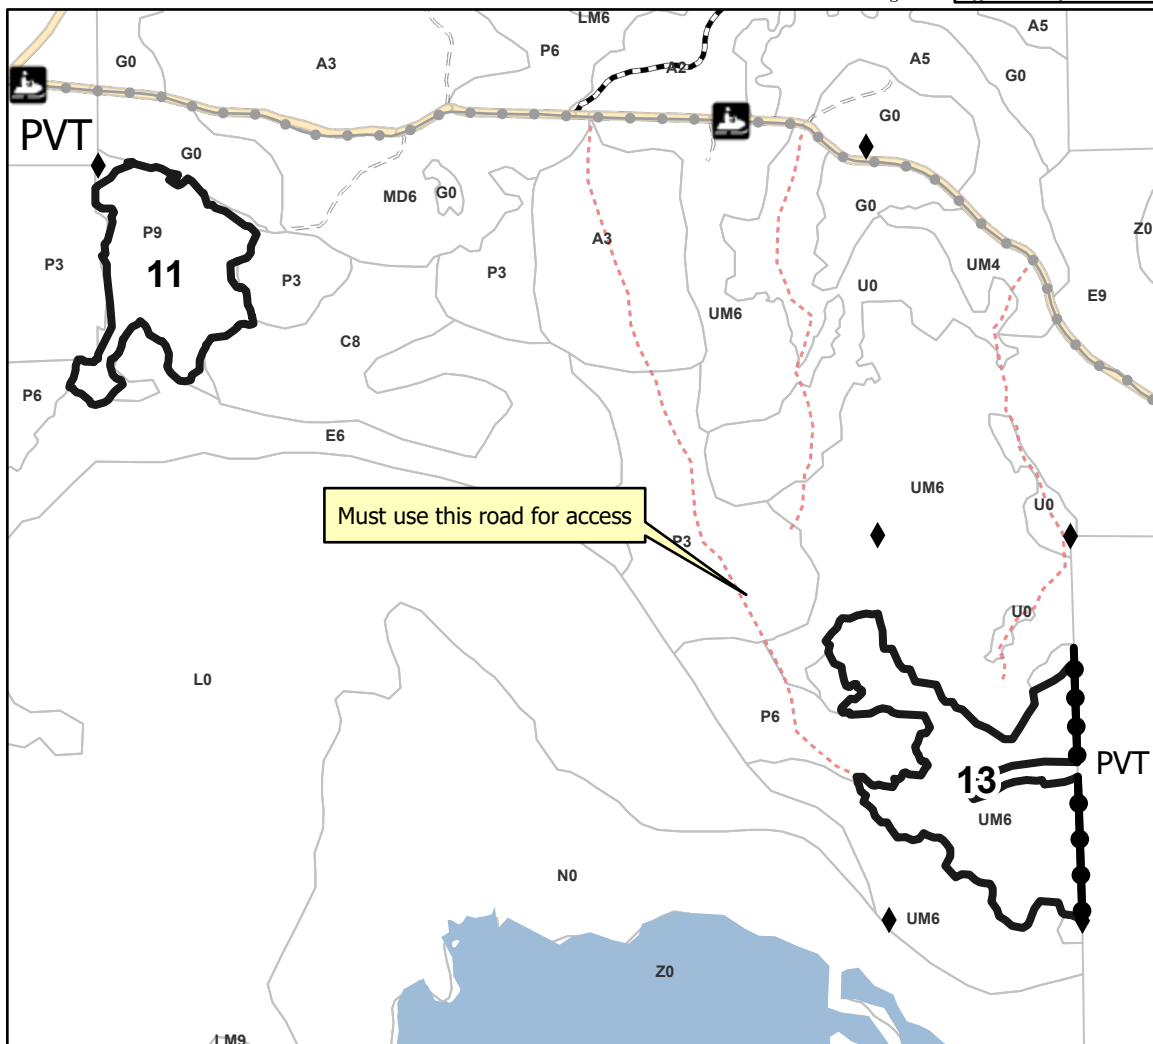 LM6
A5
P6
G0
A3
A2
A5
G0
G0
PVT
G0
MD6
G0
G0
P9
A3
Z0
P3
11
P3
P3
UM4
U0
E9
UM6
C8
P6
E6
UM6
U0
Must use this road for access
P3
U0
L0
P6
13
PVT
UM6
N0
UM6
Z0
LM9